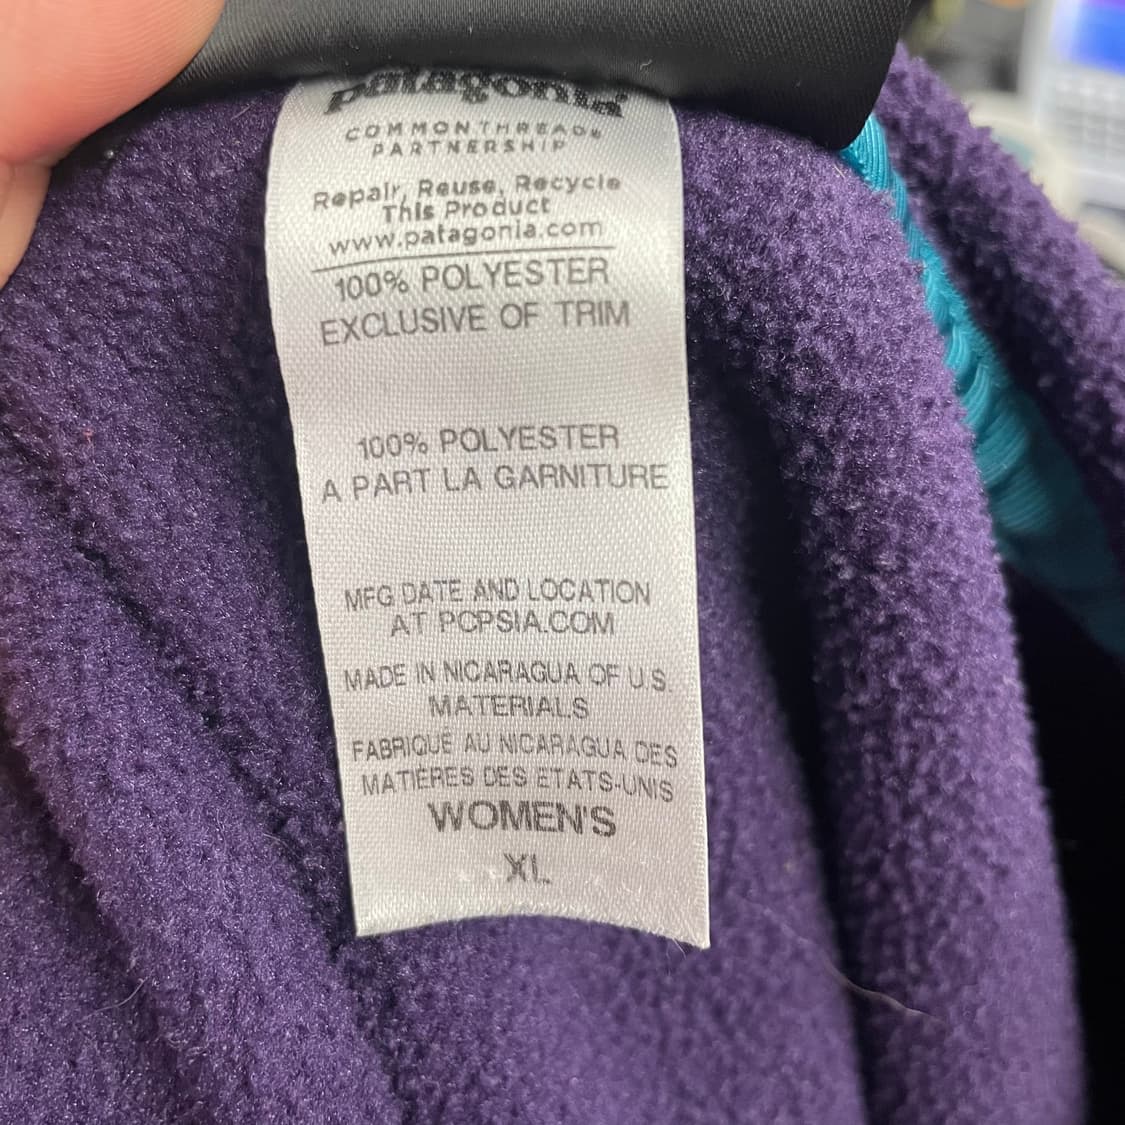 patagonia
COMMON THREADS
PARTNERSHIP
Repair, Reuse, Recycle
This Product
www.patagonia.com
100% POLYESTER
EXCLUSIVE OF TRIM
100% POLYESTER
A PART LA GARNITURE
MFG DATE AND LOCATION
AT PCPSIA.COM
MADE IN NICARAGUA OF U.S.
MATERIALS
FABRIQUÉ AU NICARAGUA DES
MATIÈRES DES ETATS-UNIS
WOMEN'S
XL